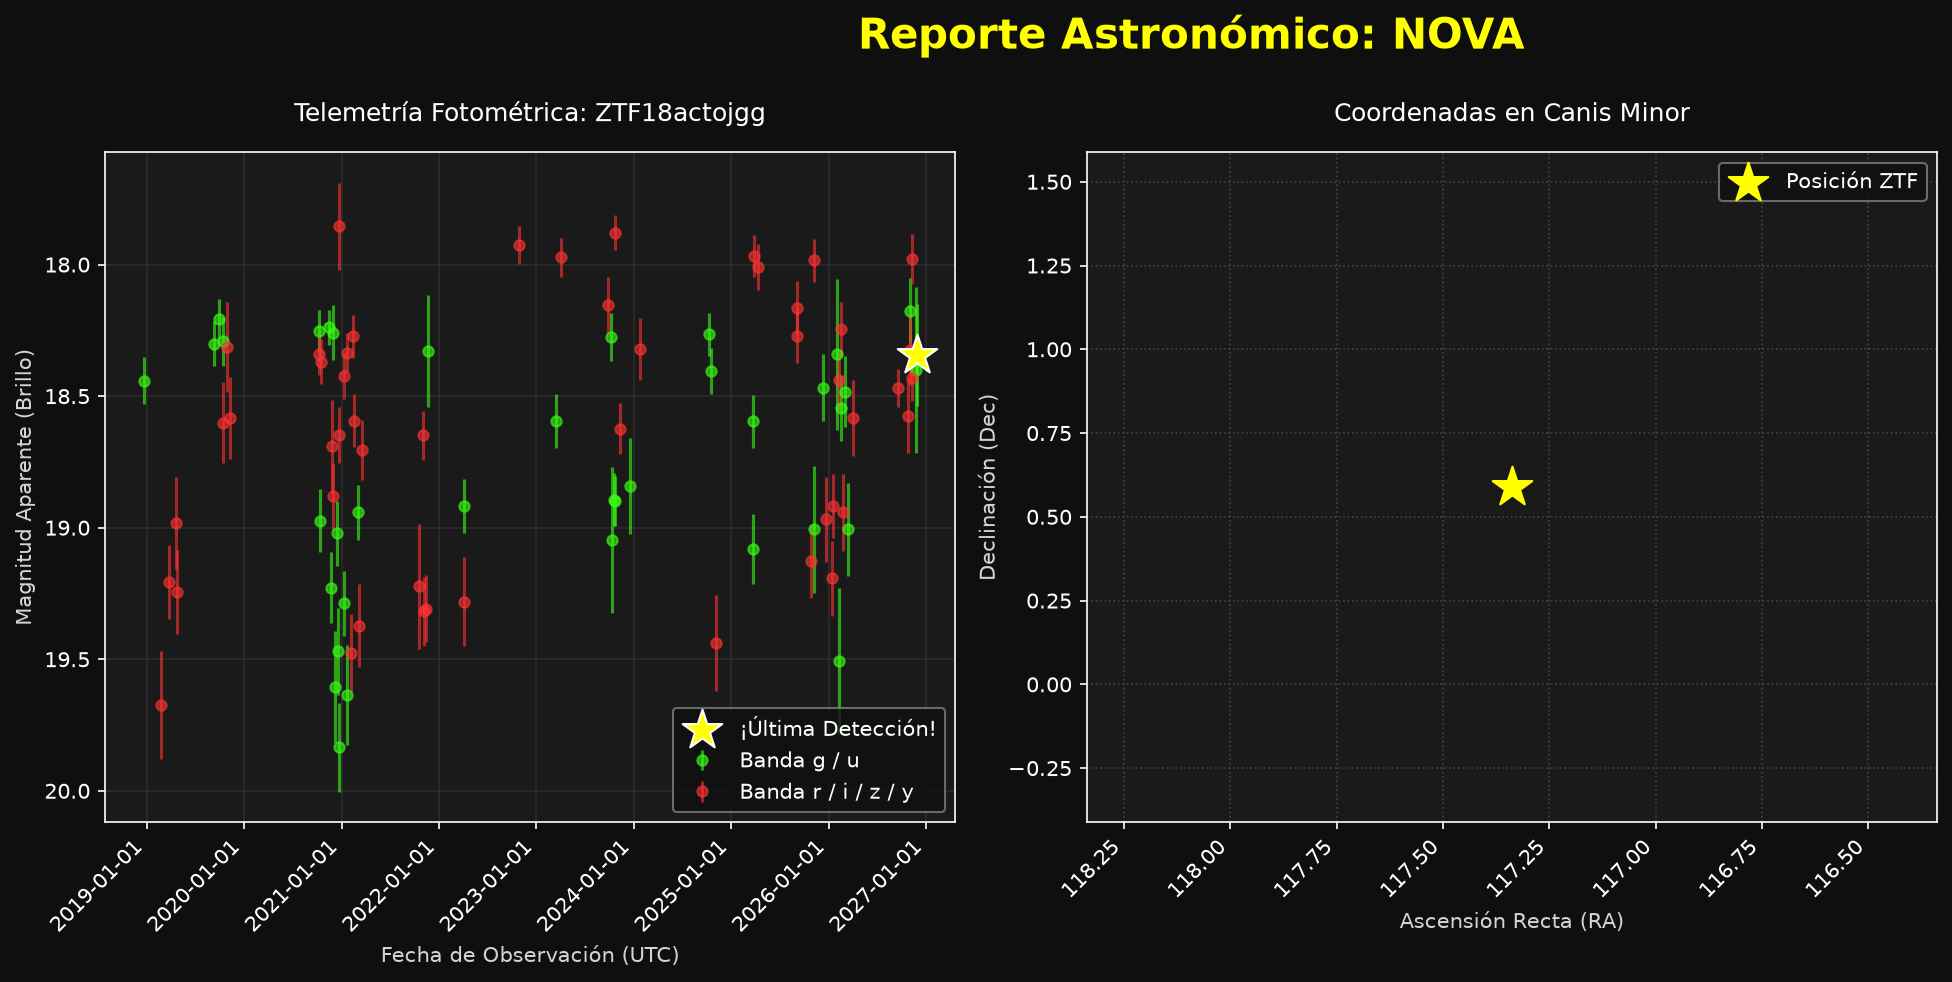 Reporte Astronómico: NOVA
Telemetría Fotométrica: ZTF18actojgg
Magnitud Aparente (Brillo)
18.0
18.5
19.0
19.5
20.0
¡Última Detección!
Banda g / u
Banda r / i / z / y
2019-01-01
2020-01-01
2021-01-01
2022-01-01
2023-01-01
2024-01-01
2025-01-01
2026-01-01
2027-01-01
Fecha de Observación (UTC)
Coordenadas en Canis Minor
Posición ZTF
Declinación (Dec)
1.50
1.25
1.00
0.75
0.50
0.25
0.00
−0.25
118.25
118.00
117.75
117.50
117.25
117.00
116.75
116.50
Ascensión Recta (RA)